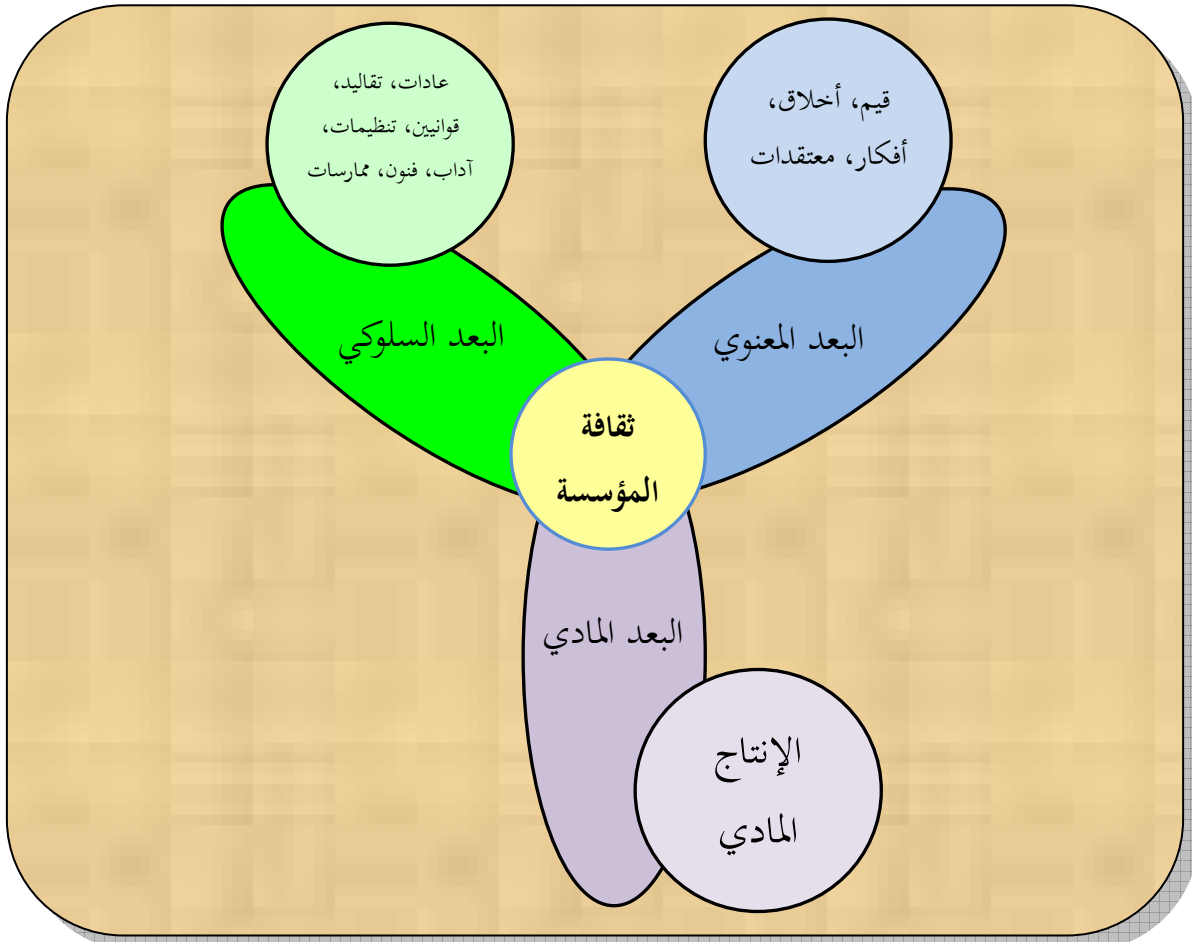 قيم، أخلاق،
أفكار، معتقدات
عادات، تقاليد،
قوانيين، تنظيمات،
آداب، فنون، ممارسات
البعد المعنوي
البعد السلوكي
ثقافة
المؤسسة
البعد المادي
الإنتاج
المادي